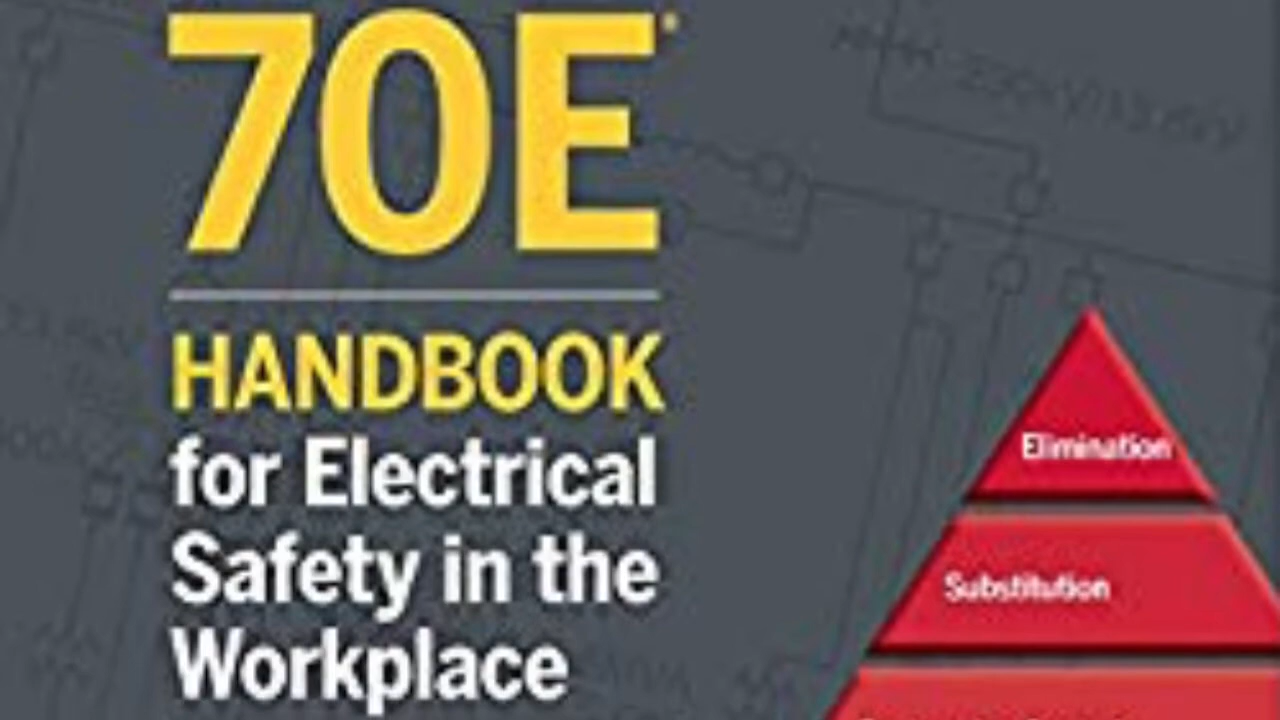 70E®
HANDBOOK
for Electrical
Safety in the
Workplace
Elimination
Substitution